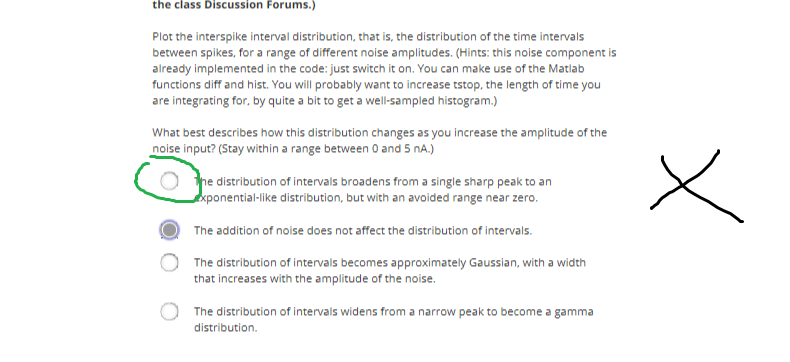 the class Discussion Forums.)
Plot the interspike interval distribution, that is, the distribution of the time intervals
between spikes, for a range of different noise amplitudes. (Hints: this noise component is
already implemented in the code: just switch it on. You can make use of the Matlab
functions diff and hist. You will probably want to increase tstop, the length of time you
are integrating for, by quite a bit to get a well-sampled histogram.)
What best describes how this distribution changes as you increase the amplitude of the
noise input? (Stay within a range between 0 and 5 nA.)
The distribution of intervals broadens from a single sharp peak to an
exponential-like distribution, but with an avoided range near zero.
The addition of noise does not affect the distribution of intervals.
The distribution of intervals becomes approximately Gaussian, with a width
that increases with the amplitude of the noise.
The distribution of intervals widens from a narrow peak to become a gamma
distribution.